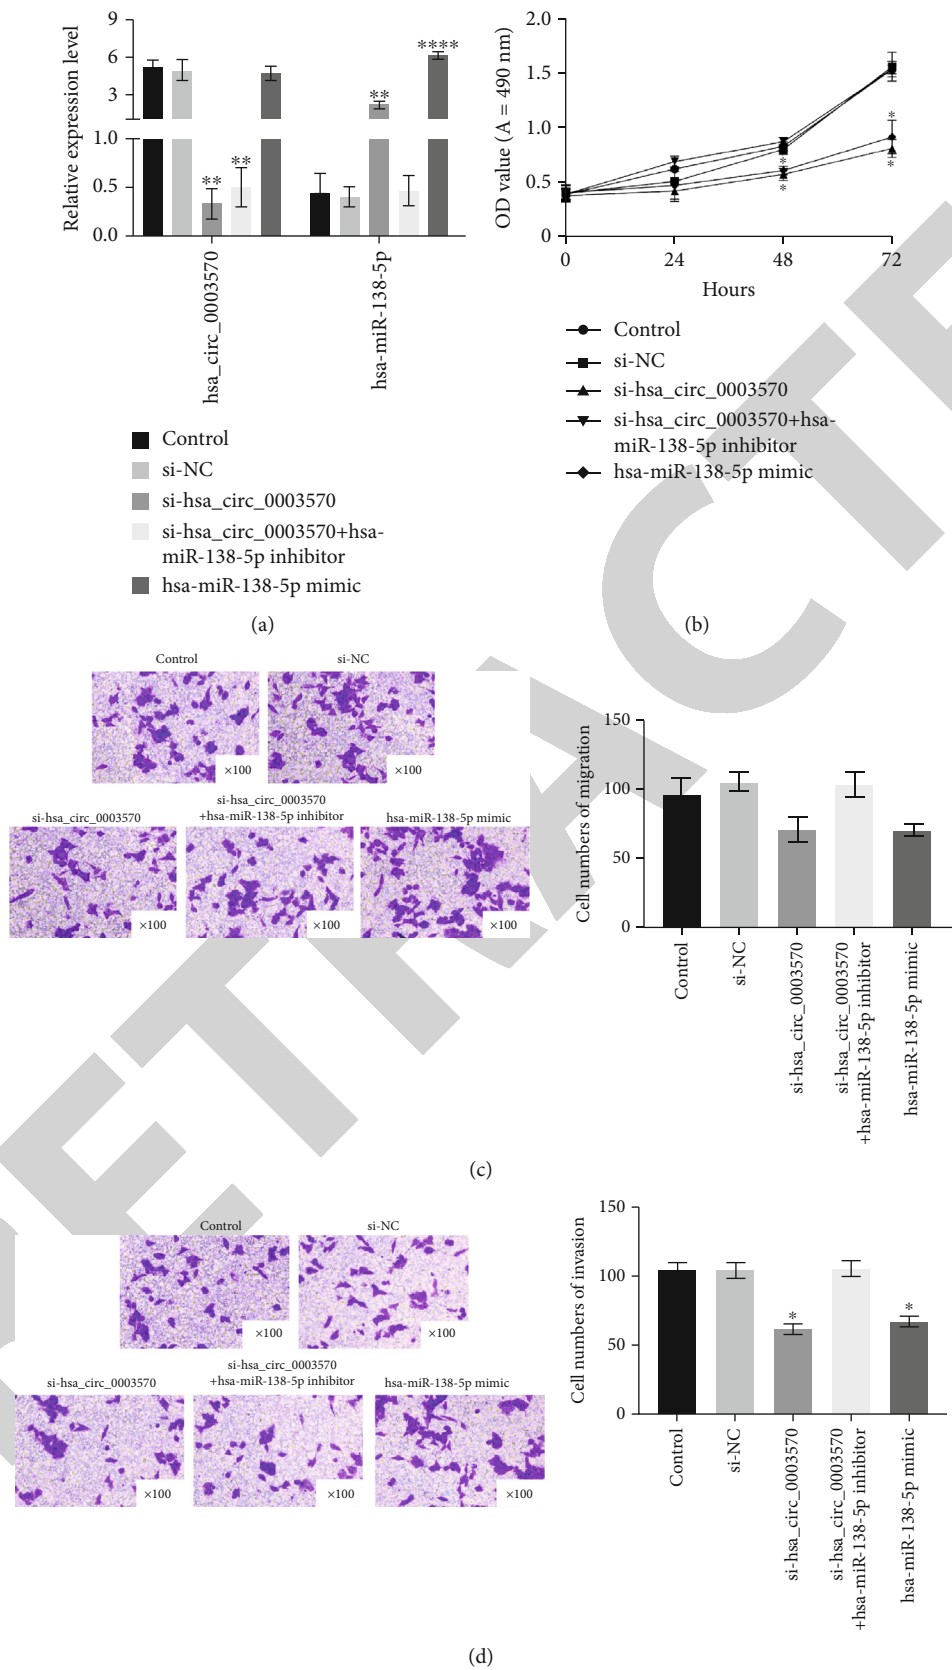 9
6
3
1.0
0.5
0.0
Relative expression level
**
**
**
****
hsa_circ_0003570
hsa-miR-138-5p
Control
si-NC
si-hsa_circ_0003570
si-hsa_circ_0003570+hsa-
miR-138-5p inhibitor
hsa-miR-138-5p mimic
(a)
2.0
1.5
1.0
0.5
0
OD value (A = 490 nm)
*
*
*
*
0 24 48 72
Hours
Control
si-NC
si-hsa_circ_0003570
si-hsa_circ_0003570+hsa-
miR-138-5p inhibitor
hsa-miR-138-5p mimic
(b)
Control
si-NC
×100
×100
si-hsa_circ_0003570
si-hsa_circ_0003570
+hsa-miR-138-5p inhibitor
hsa-miR-138-5p mimic
×100
×100
×100
150
100
50
0
Cell numbers of migration
Control
si-NC
si-hsa_circ_0003570
si-hsa_circ_0003570
+hsa-miR-138-5p inhibitor
hsa-miR-138-5p mimic
(c)
Control
si-NC
×100
×100
si-hsa_circ_0003570
si-hsa_circ_0003570
+hsa-miR-138-5p inhibitor
hsa-miR-138-5p mimic
×100
×100
×100
150
100
50
0
Cell numbers of invasion
*
*
Control
si-NC
si-hsa_circ_0003570
si-hsa_circ_0003570
+hsa-miR-138-5p inhibitor
hsa-miR-138-5p mimic
(d)
RETRACTE